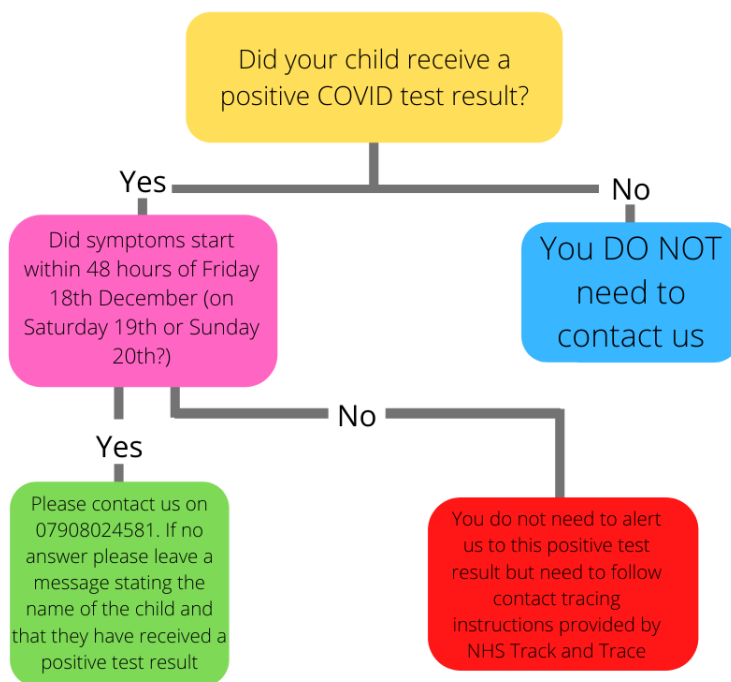 Did your child receive a
positive COVID test result?
Yes
No
Did symptoms start
within 48 hours of Friday
18th December (on
Saturday 19th or Sunday
20th?)
You DO NOT
need to
contact us
Yes
No
Please contact us on
07908024581. If no
answer please leave a
message stating the
name of the child and
that they have received a
positive test result
You do not need to alert
us to this positive test
result but need to follow
contact tracing
instructions provided by
NHS Track and Trace